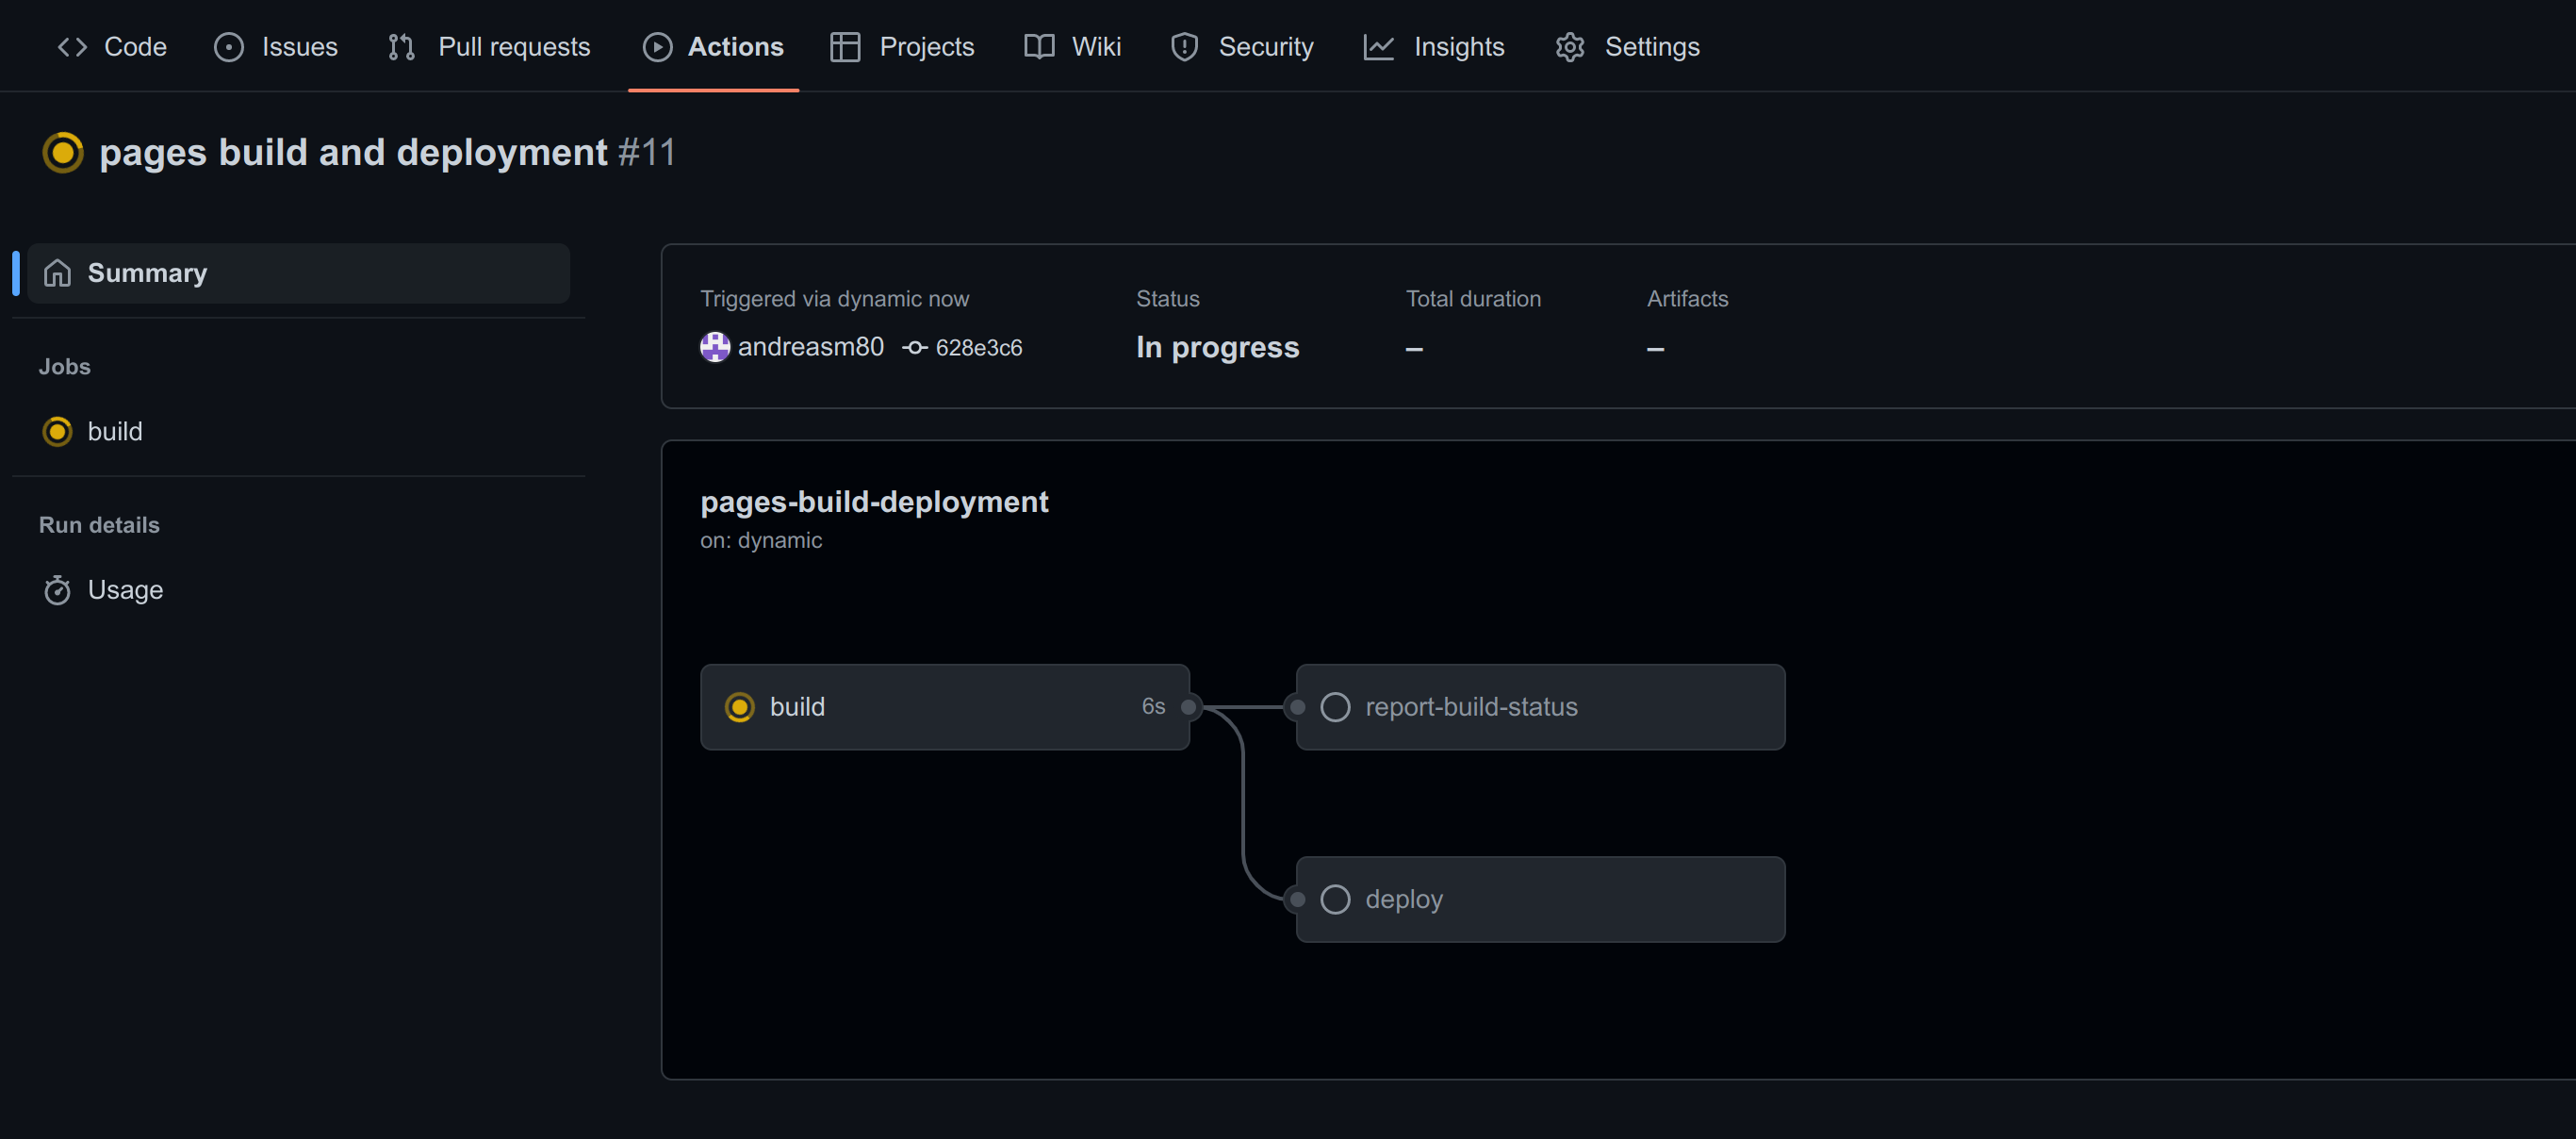 Code Issues Pull requests Actions Projects Wiki Security Insights Settings
pages build and deployment #11
Summary
Jobs
build
Run details
Usage
Triggered via dynamic now Status Total duration Artifacts
andreasm80 628e3c6 In progress – –
pages-build-deployment
on: dynamic
build 6s report-build-status
deploy